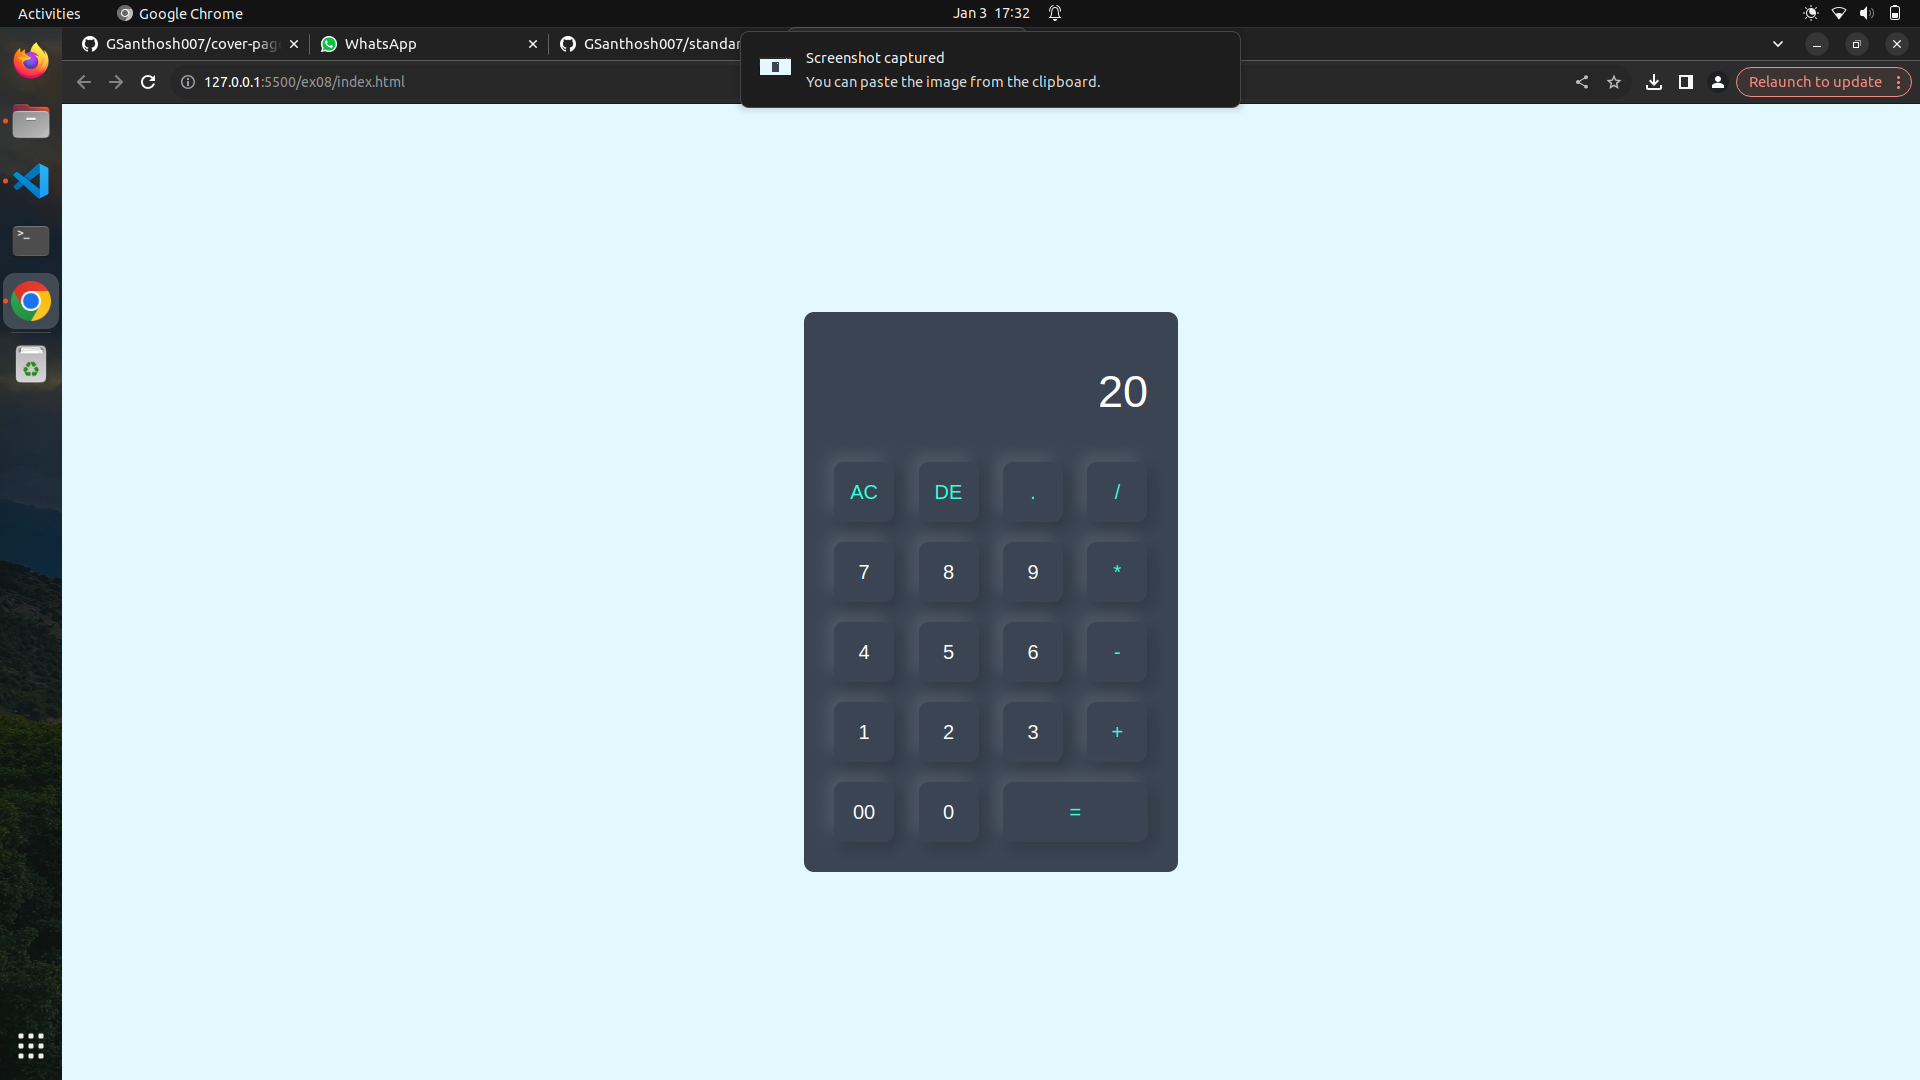 Activities
Google Chrome
Jan 3 17:32
GSanthosh007/cover-pag
WhatsApp
GSanthosh007/standar
Screenshot captured
You can paste the image from the clipboard.
127.0.0.1:5500/ex08/index.html
Relaunch to update
20
AC DE . /
7 8 9 *
4 5 6 -
1 2 3 +
00 0 =